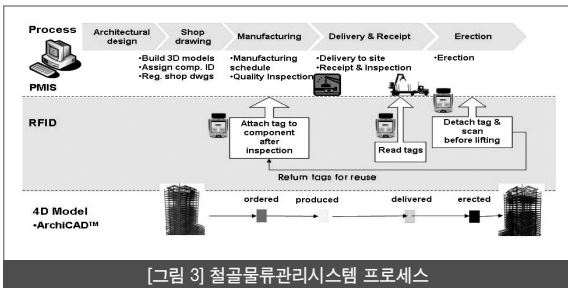 Process
PMIS
Architectural
design
Shop
drawing
Manufacturing
Delivery & Receipt
Erection
•Build 3D models
•Assign comp. ID
•Reg. shop dwgs
•Manufacturing
schedule
•Quality Inspection
•Delivery to site
•Receipt & Inspection
•Erection
RFID
Attach tag to
component
after
inspection
Read tags
Detach tag &
scan
before lifting
Return tags for reuse
4D Model
•ArchiCAD™
ordered
produced
delivered
erected
[그림 3] 철골물류관리시스템 프로세스